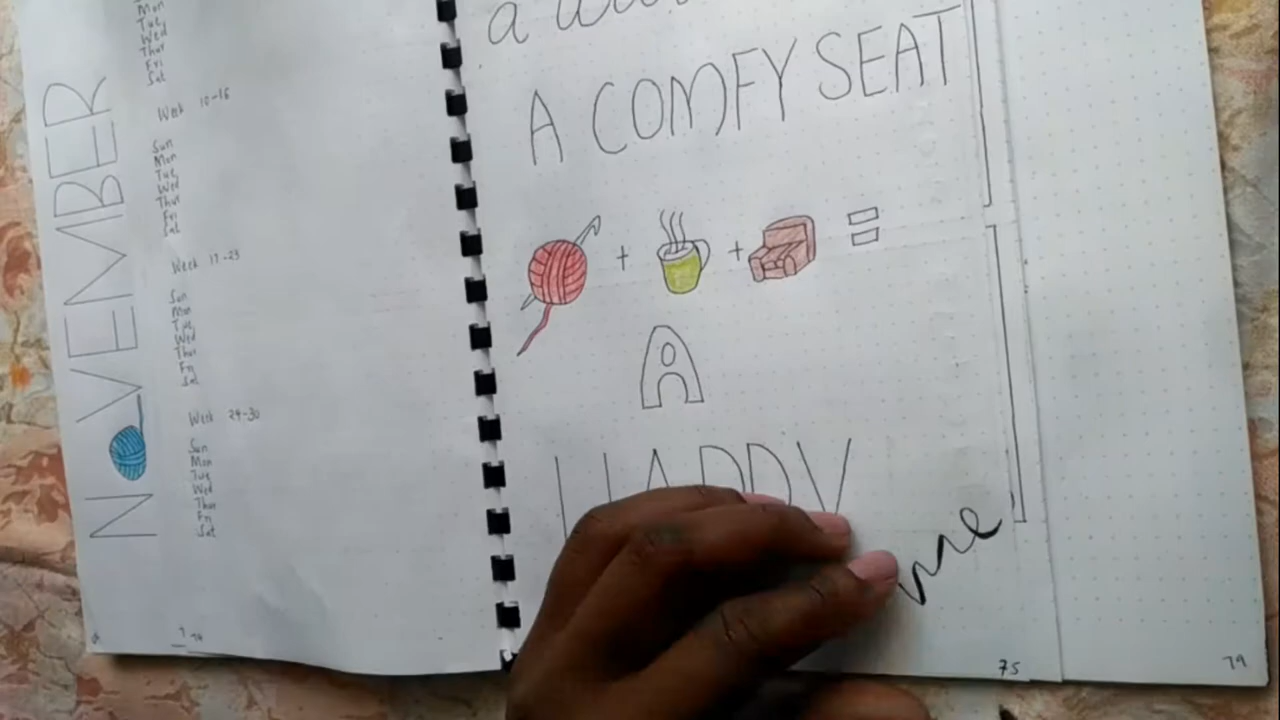 Mon
Tue
Wed
Thur
Fri
Sat
Week 10-16
Sun
Mon
Tue
Wed
Thur
Fri
Sat
Week 17-23
Sun
Mon
Tue
Wed
Thur
Fri
Sat
Week 24-30
Sun
Mon
Tue
Wed
Thur
Fri
Sat
NOVEMBER
a
A COMFY SEAT
+ + =
A
HAPPY
me
75
79